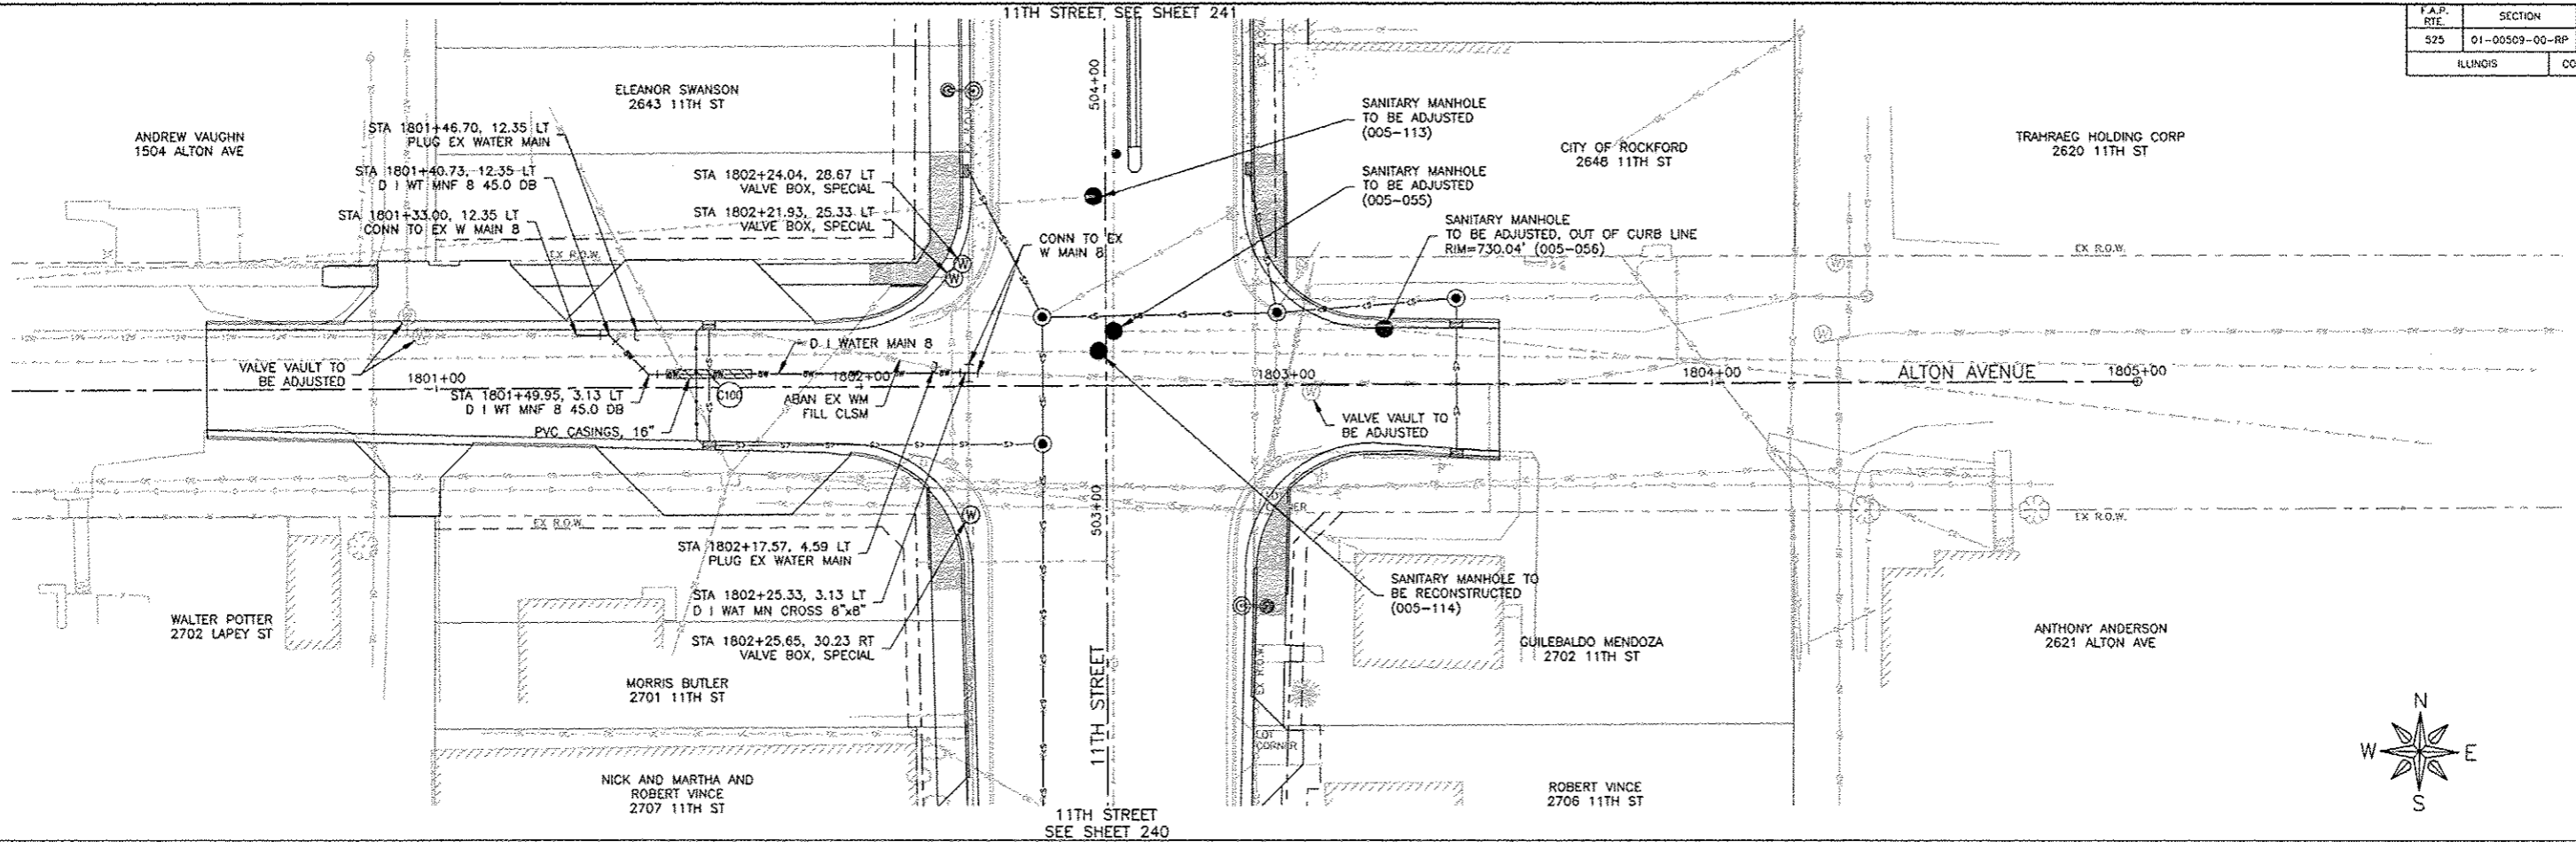 11TH STREET, SEE SHEET 241
F.A.P. RTE.
SECTION
525
01-00509-00-RP
ILLINOIS
CO
ELEANOR SWANSON
2643 11TH ST
ANDREW VAUGHN
1504 ALTON AVE
STA 1801+46.70, 12.35 LT
PLUG EX WATER MAIN
STA 1801+40.73, 12.35 LT
D I WT MNF 8 45.0 DB
STA 1801+33.00, 12.35 LT
CONN TO EX W MAIN 8
STA 1802+24.04, 28.67 LT
VALVE BOX, SPECIAL
STA 1802+21.93, 25.33 LT
VALVE BOX, SPECIAL
504+00
EX R.O.W.
SANITARY MANHOLE
TO BE ADJUSTED
(005-113)
SANITARY MANHOLE
TO BE ADJUSTED
(005-055)
SANITARY MANHOLE
TO BE ADJUSTED, OUT OF CURB LINE
RIM=730.04' (005-056)
CITY OF ROCKFORD
2648 11TH ST
TRAHRAEG HOLDING CORP
2620 11TH ST
CONN TO EX
W MAIN 8
EX R.O.W.
EX R.O.W.
VALVE VAULT TO
BE ADJUSTED
1801+00
D I WATER MAIN 8
1802+00
1803+00
1804+00
ALTON AVENUE
1805+00
STA 1801+49.95, 3.13 LT
D I WT MNF 8 45.0 DB
C100
ABAN EX WM
FILL CLSM
PVC CASINGS, 16"
VALVE VAULT TO
BE ADJUSTED
EX R.O.W.
503+00
EX R.O.W.
STA 1802+17.57, 4.59 LT
PLUG EX WATER MAIN
STA 1802+25.33, 3.13 LT
D I WAT MN CROSS 8"x8"
STA 1802+25.65, 30.23 RT
VALVE BOX, SPECIAL
SANITARY MANHOLE TO
BE RECONSTRUCTED
(005-114)
WALTER POTTER
2702 LAPEY ST
MORRIS BUTLER
2701 11TH ST
11TH STREET
EX R.O.W.
GUILEBALDO MENDOZA
2702 11TH ST
ANTHONY ANDERSON
2621 ALTON AVE
LOT
CORNER
NICK AND MARTHA AND
ROBERT VINCE
2707 11TH ST
ROBERT VINCE
2706 11TH ST
N
W
E
S
11TH STREET
SEE SHEET 240